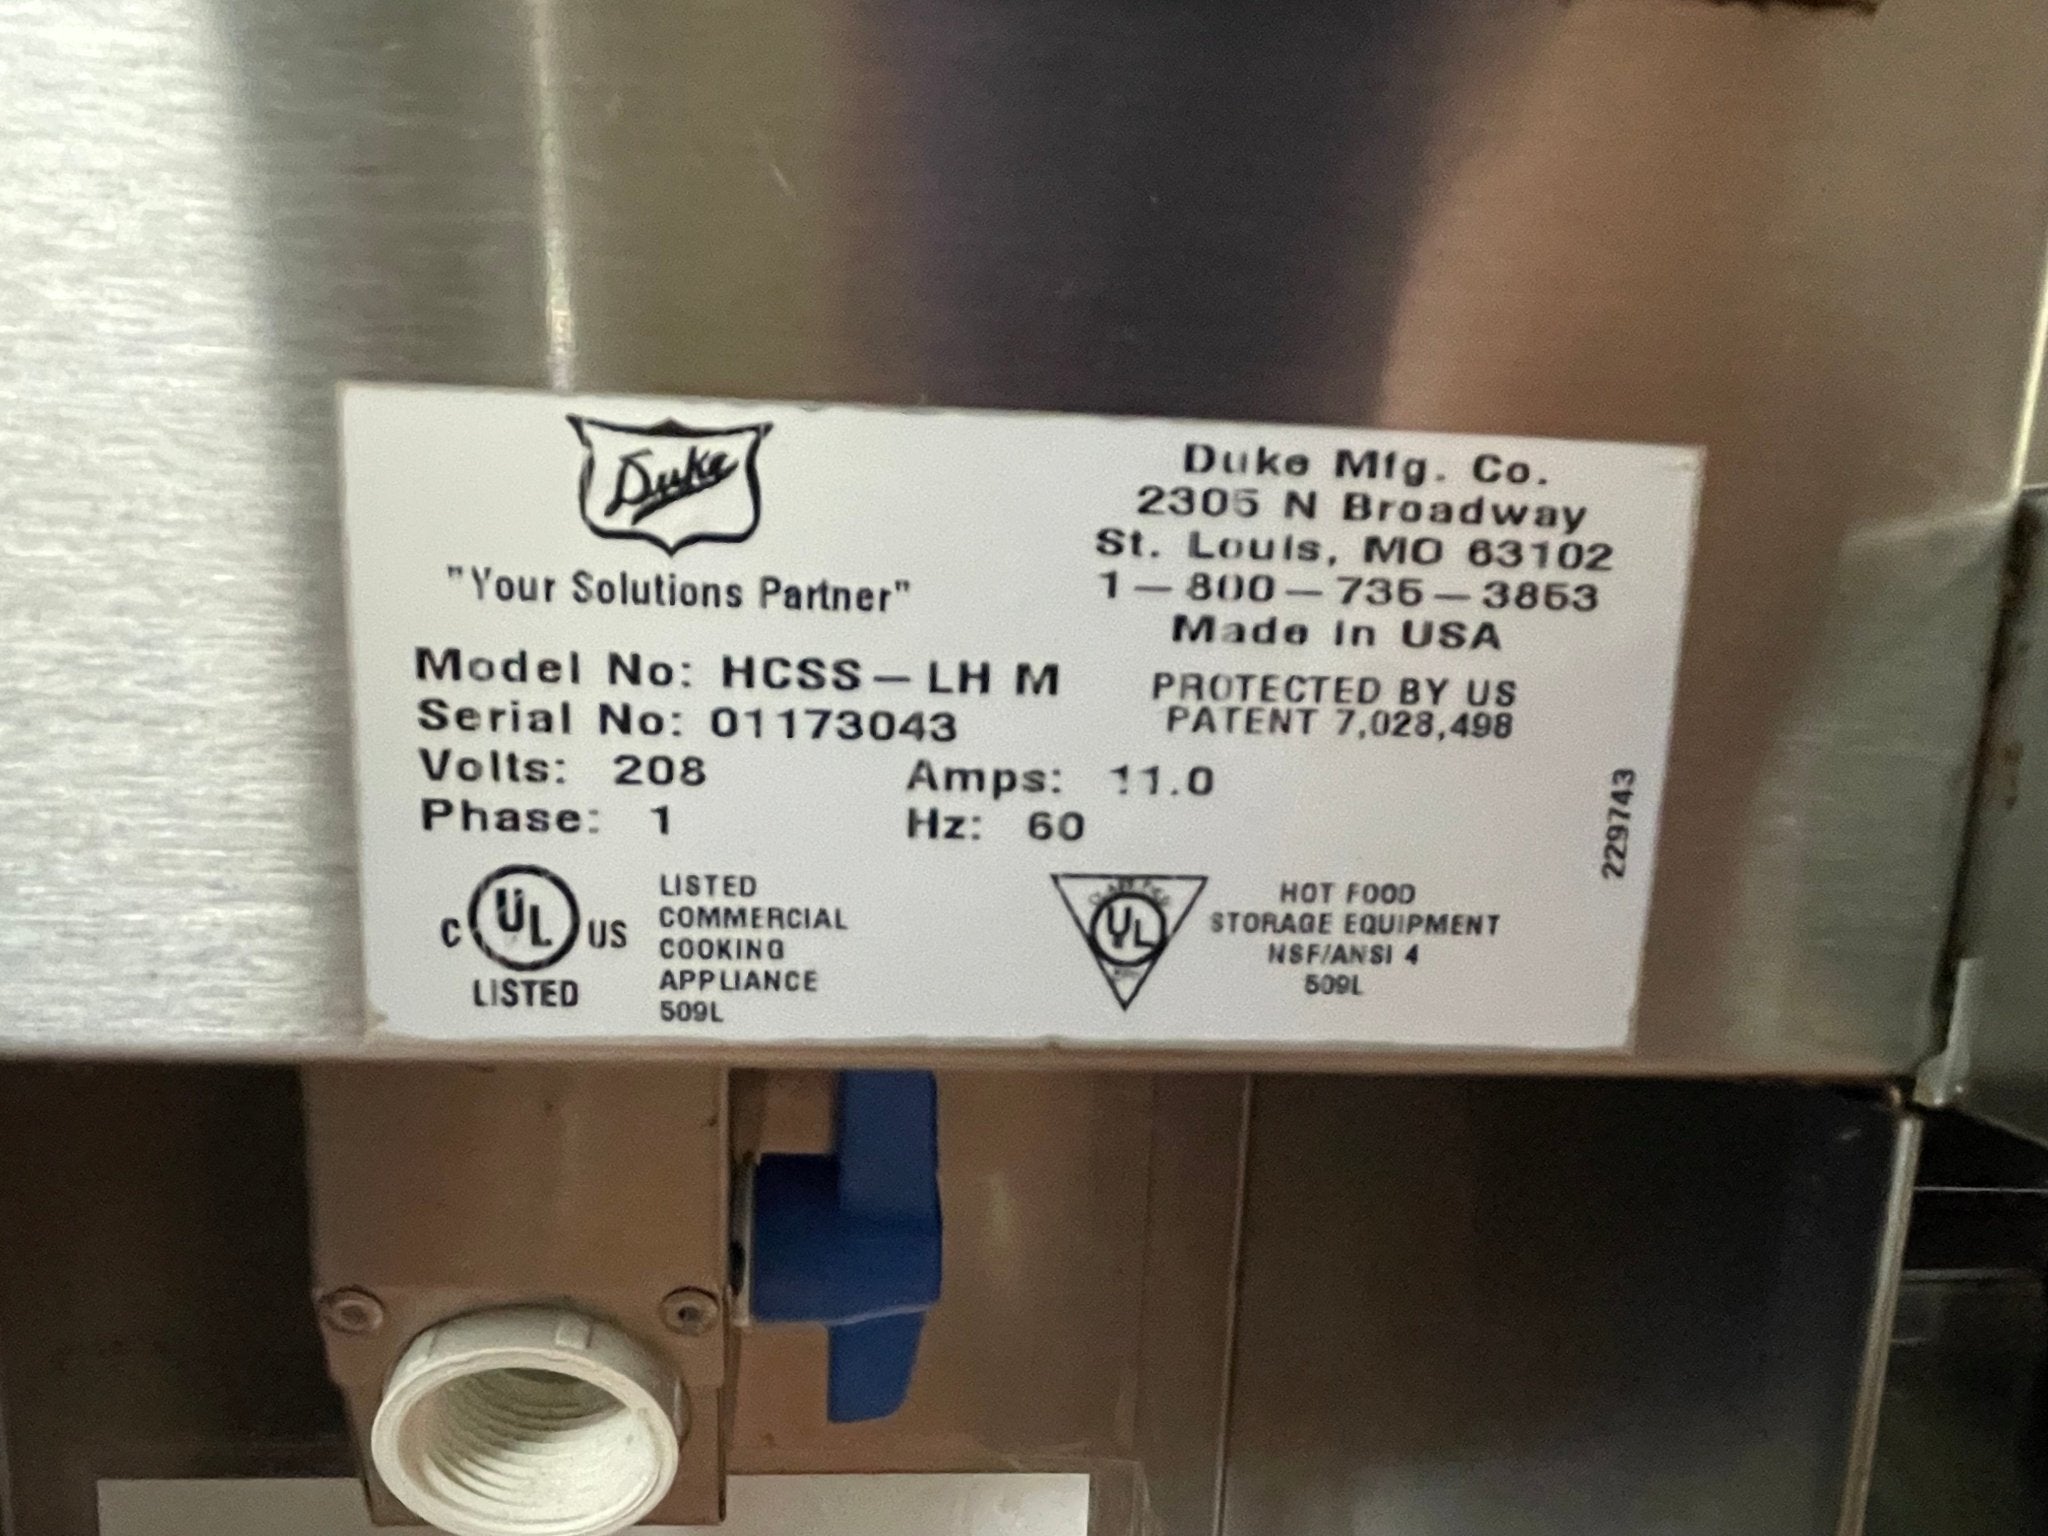 Duke
"Your Solutions Partner"
Model No: HCSS-LH M
Serial No: 01173043
Volts: 208 Amps: 11.0
Phase: 1 Hz: 60
C UL US
LISTED
LISTED
COMMERCIAL
COOKING
APPLIANCE
509L
Duke Mfg. Co.
2305 N Broadway
St. Louis, MO 63102
1-800-735-3853
Made in USA
PROTECTED BY US
PATENT 7,028,498
UL
HOT FOOD
STORAGE EQUIPMENT
NSF/ANSI 4
509L
229743